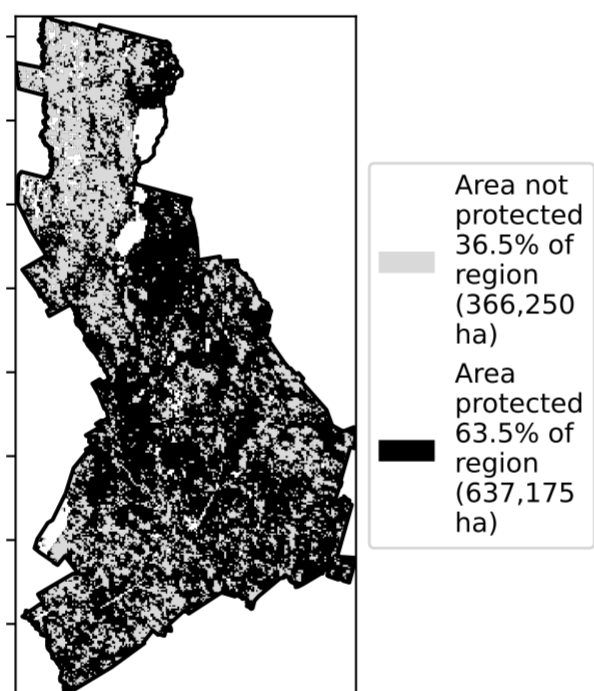 Area not
protected
36.5% of
region
(366,250
ha)
Area
protected
63.5% of
region
(637,175
ha)